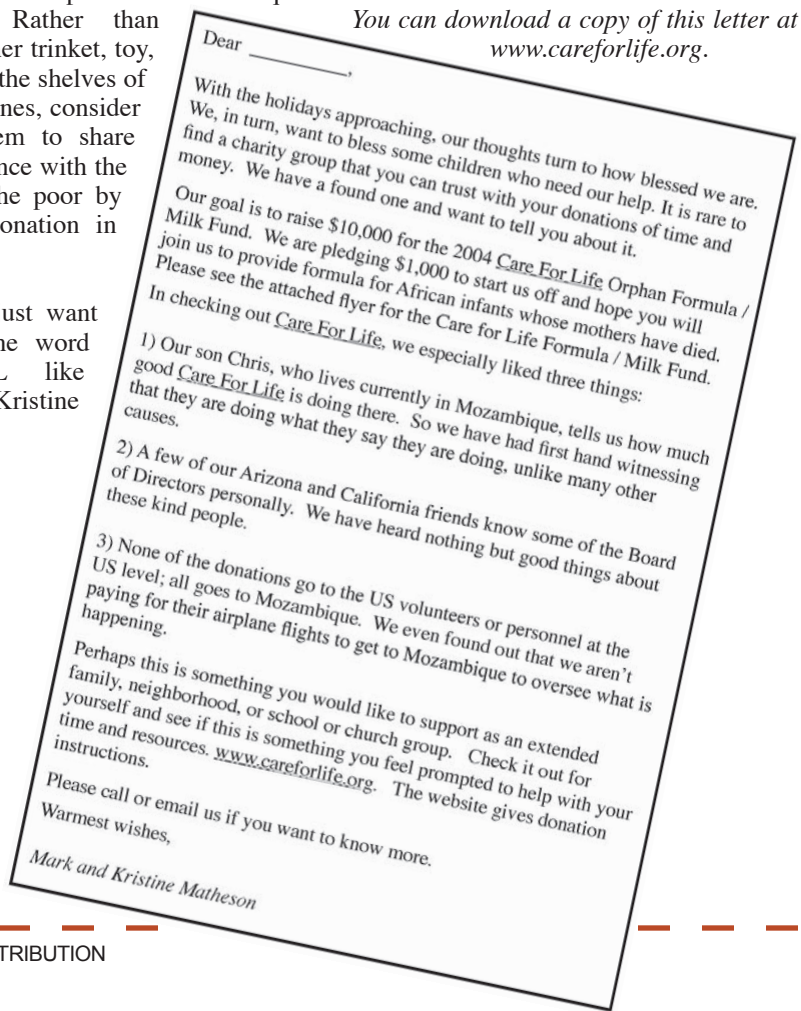 Rather than
her trinket, toy,
the shelves of
nes, consider
em to share
nce with the
he poor by
onation in
ust want
he word
L like
Kristine
You can download a copy of this letter at
www.careforlife.org.
Dear __________,
With the holidays approaching, our thoughts turn to how blessed we are.
We, in turn, want to bless some children who need our help. It is rare to
find a charity group that you can trust with your donations of time and
money. We have a found one and want to tell you about it.
Our goal is to raise $10,000 for the 2004 Care For Life Orphan Formula /
Milk Fund. We are pledging $1,000 to start us off and hope you will
join us to provide formula for African infants whose mothers have died.
Please see the attached flyer for the Care for Life Formula / Milk Fund.
In checking out Care For Life, we especially liked three things:
1) Our son Chris, who lives currently in Mozambique, tells us how much
good Care For Life is doing there. So we have had first hand witnessing
that they are doing what they say they are doing, unlike many other
causes.
2) A few of our Arizona and California friends know some of the Board
of Directors personally. We have heard nothing but good things about
these kind people.
3) None of the donations go to the US volunteers or personnel at the
US level; all goes to Mozambique. We even found out that we aren't
paying for their airplane flights to get to Mozambique to oversee what is
happening.
Perhaps this is something you would like to support as an extended
family, neighborhood, or school or church group. Check it out for
yourself and see if this is something you feel prompted to help with your
time and resources. www.careforlife.org. The website gives donation
instructions.
Please call or email us if you want to know more.
Warmest wishes,
Mark and Kristine Matheson
TRIBUTION